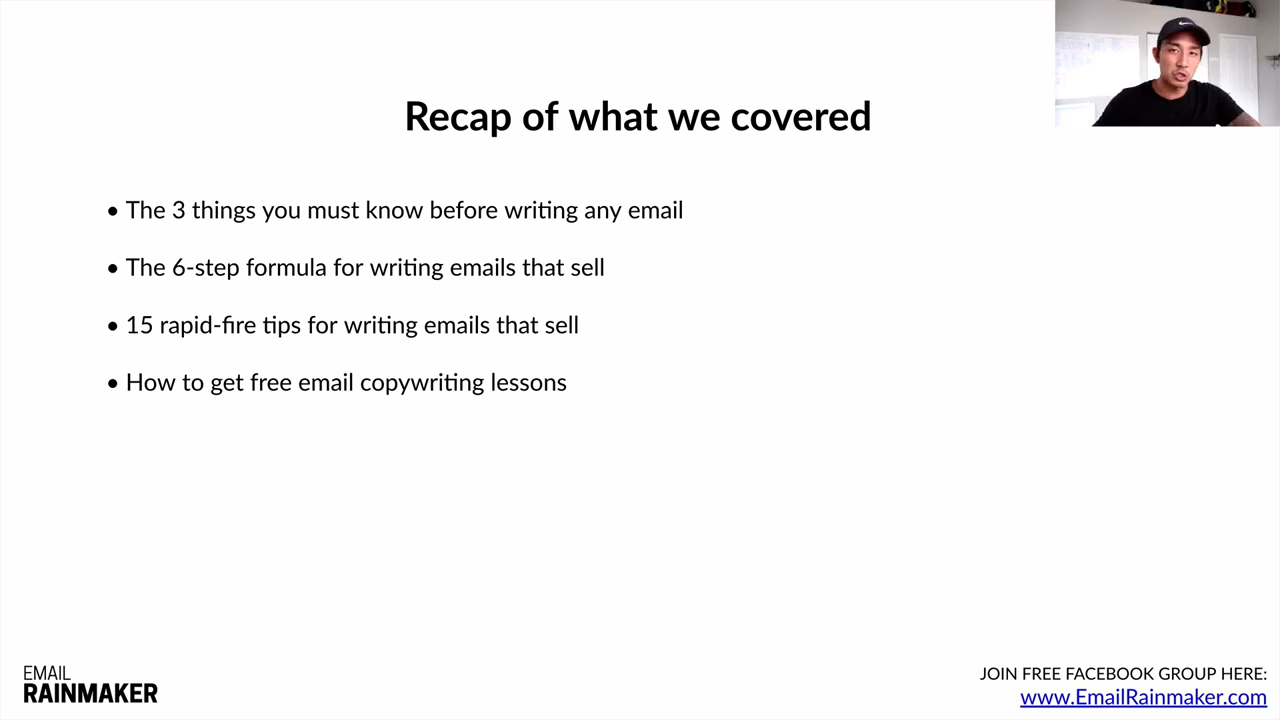 Recap of what we covered
• The 3 things you must know before writing any email
• The 6-step formula for writing emails that sell
• 15 rapid-fire tips for writing emails that sell
• How to get free email copywriting lessons
EMAIL
RAINMAKER
JOIN FREE FACEBOOK GROUP HERE:
www.EmailRainmaker.com